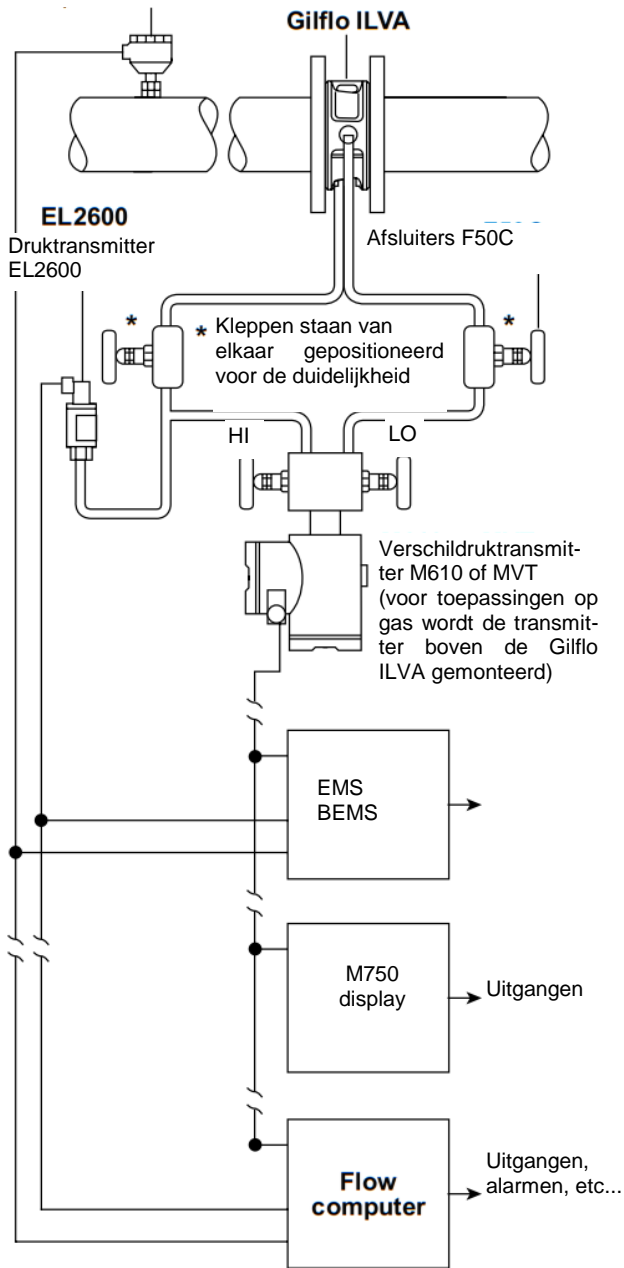 Gilflo ILVA
EL2600
Druktransmitter
EL2600
Afsluiters F50C
*
* Kleppen staan van
elkaar gepositioneerd
voor de duidelijkheid
*
HI
LO
Verschildruktransmit-
ter M610 of MVT
(voor toepassingen op
gas wordt de transmit-
ter boven de Gilflo
ILVA gemonteerd)
EMS
BEMS
M750
display
Uitgangen
Flow
computer
Uitgangen,
alarmen, etc...